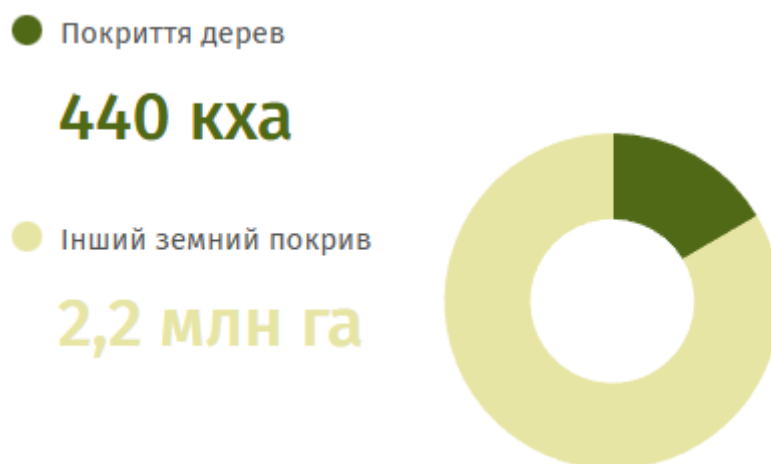 Покриття дерев
440 кха
Інший земний покрив
2,2 млн га